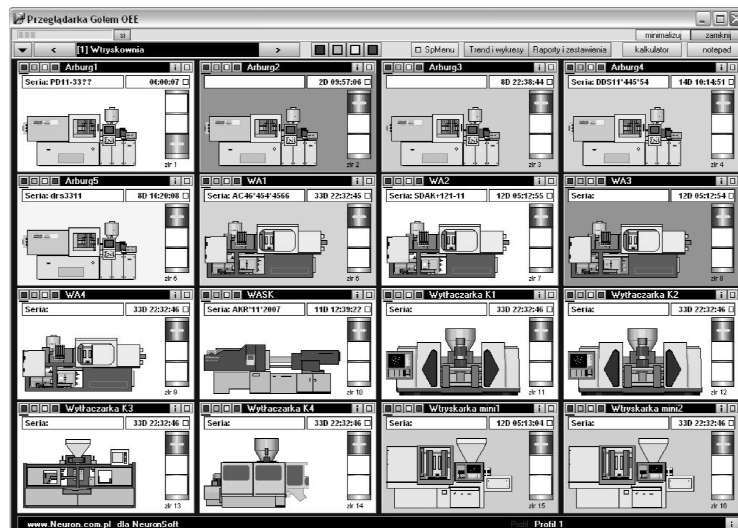 Przeglądarka Golem OEE
si minimalizuj zamknij
< [1] Wtryskownia > SpMenu Trend i wykresy Raporty i zestawienia kalkulator notepad
Arburg1 i Arburg2 i Arburg3 i Arburg4 i
Seria: PD11-33?? 2D 09:57:06 8D 22:38:44 Seria: DDS11'445'54 14D 10:14:51
zlr 1 zlr 2 zlr 3 zlr 4
Arburg5 i WA1 i WA2 i WA3 i
Seria: drs3311 8D 16:20:08 Seria: AC46'454'4566 33D 22:32:45 Seria: SDAK+121-11 12D 05:12:55 Seria: 12D 05:12:54
zlr 6 zlr 7 zlr 8
WA4 i WASK i Wytłaczarka K1 i Wytłaczarka K2 i
Seria: 33D 22:32:46 Seria: AKR"11'2007 11D 12:39:22 Seria: 33D 22:32:46 Seria: 33D 22:32:46
zlr 9 zlr 10 zlr 11 zlr 12
Wytłaczarka K3 i Wytłaczarka K4 i Wtryskarka mini1 i Wtryskarka mini2 i
Seria: 33D 22:32:46 Seria: 33D 22:32:46 Seria: 12D 05:13:04 Seria: 33D 22:32:46
zlr 13 zlr 14 zlr 15
www.Neuron.com.pl dla NeuronSoft Profil Profil 1 i